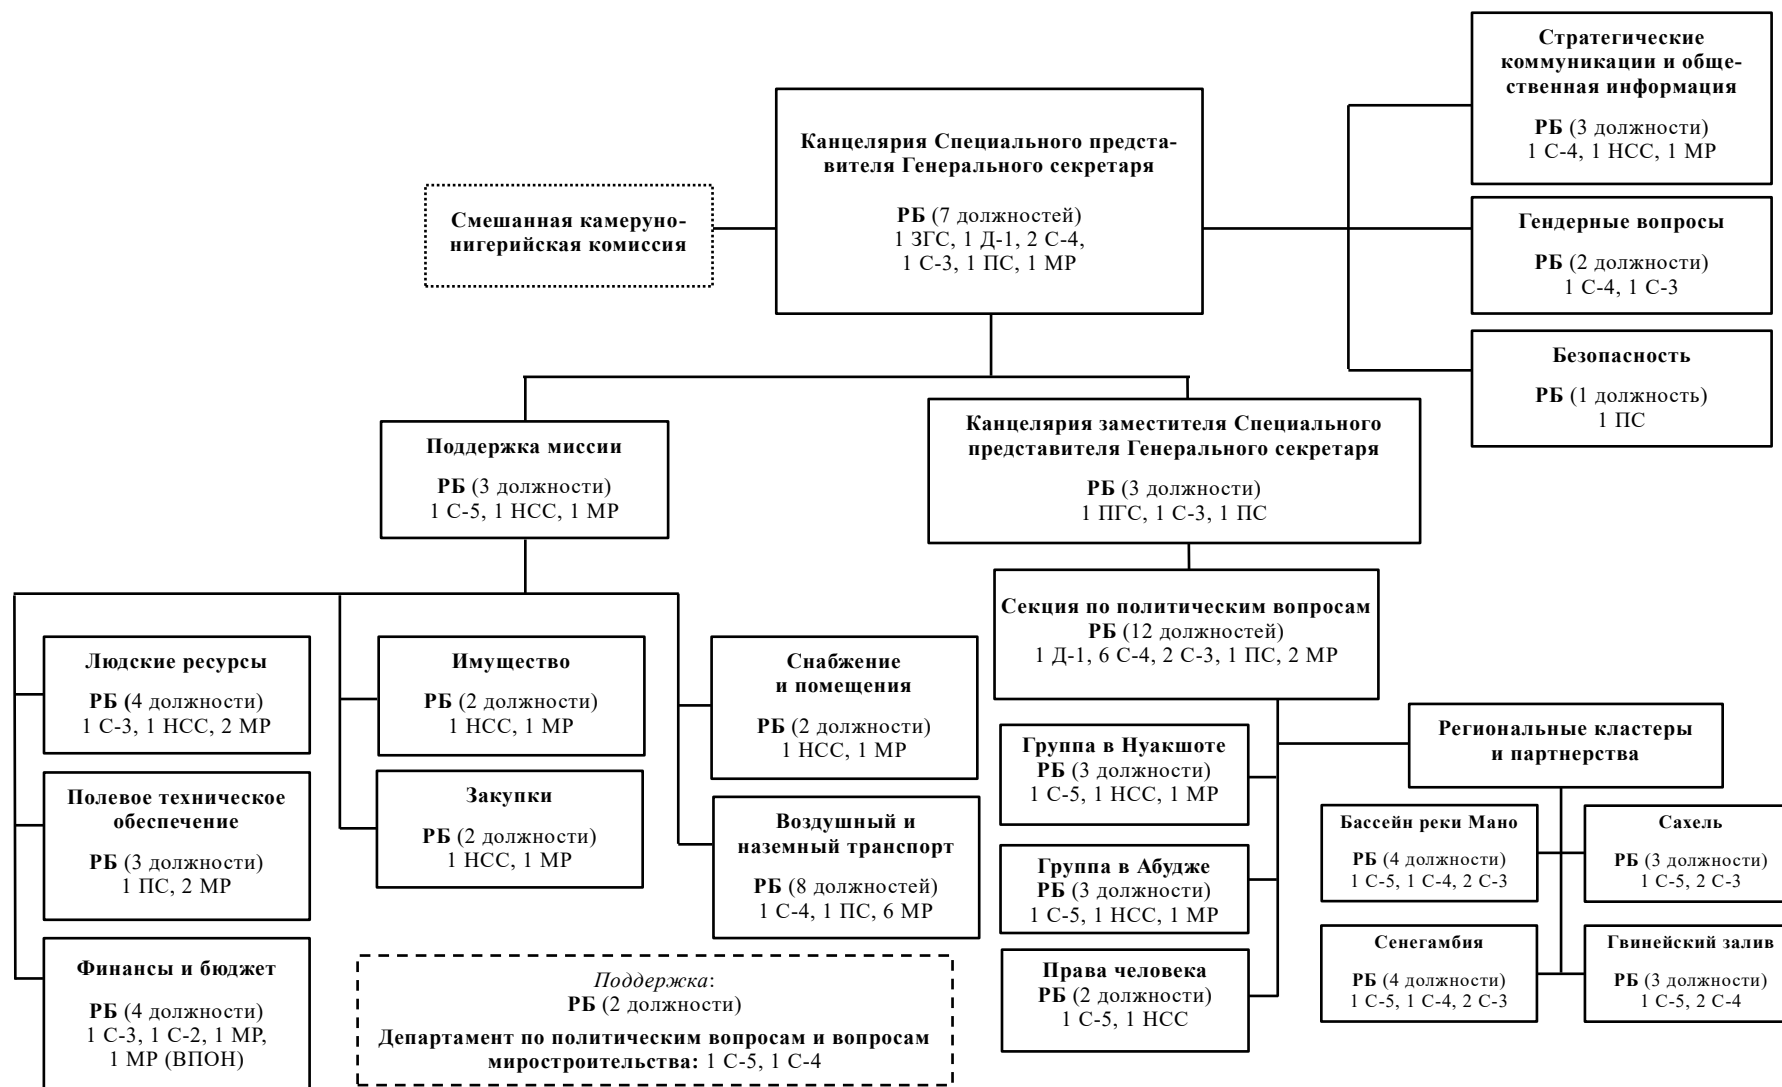 Стратегические
коммуникации и обще-
ственная информация
РБ (3 должности)
1 С-4, 1 НСС, 1 МР
Канцелярия Специального предста-
вителя Генерального секретаря
РБ (7 должностей)
1 ЗГС, 1 Д-1, 2 С-4,
1 С-3, 1 ПС, 1 МР
Смешанная камеруно-
нигерийская комиссия
Гендерные вопросы
РБ (2 должности)
1 С-4, 1 С-3
Безопасность
РБ (1 должность)
1 ПС
Поддержка миссии
РБ (3 должности)
1 С-5, 1 НСС, 1 МР
Канцелярия заместителя Специального
представителя Генерального секретаря
РБ (3 должности)
1 ПГС, 1 С-3, 1 ПС
Секция по политическим вопросам
РБ (12 должностей)
1 Д-1, 6 С-4, 2 С-3, 1 ПС, 2 МР
Людские ресурсы
РБ (4 должности)
1 С-3, 1 НСС, 2 МР
Имущество
РБ (2 должности)
1 НСС, 1 МР
Снабжение
и помещения
РБ (2 должности)
1 НСС, 1 МР
Полевое техническое
обеспечение
РБ (3 должности)
1 ПС, 2 МР
Закупки
РБ (2 должности)
1 НСС, 1 МР
Воздушный и
наземный транспорт
РБ (8 должностей)
1 С-4, 1 ПС, 6 МР
Финансы и бюджет
РБ (4 должности)
1 С-3, 1 С-2, 1 МР,
1 МР (ВПОН)
Поддержка:
РБ (2 должности)
Департамент по политическим вопросам и вопросам
миростроительства: 1 С-5, 1 С-4
Группа в Нуакшоте
РБ (3 должности)
1 С-5, 1 НСС, 1 МР
Группа в Абудже
РБ (3 должности)
1 С-5, 1 НСС, 1 МР
Права человека
РБ (2 должности)
1 С-5, 1 НСС
Региональные кластеры
и партнерства
Бассейн реки Мано
РБ (4 должности)
1 С-5, 1 С-4, 2 С-3
Сахель
РБ (3 должности)
1 С-5, 2 С-3
Сенегамбия
РБ (4 должности)
1 С-5, 1 С-4, 2 С-3
Гвинейский залив
РБ (3 должности)
1 С-5, 2 С-4